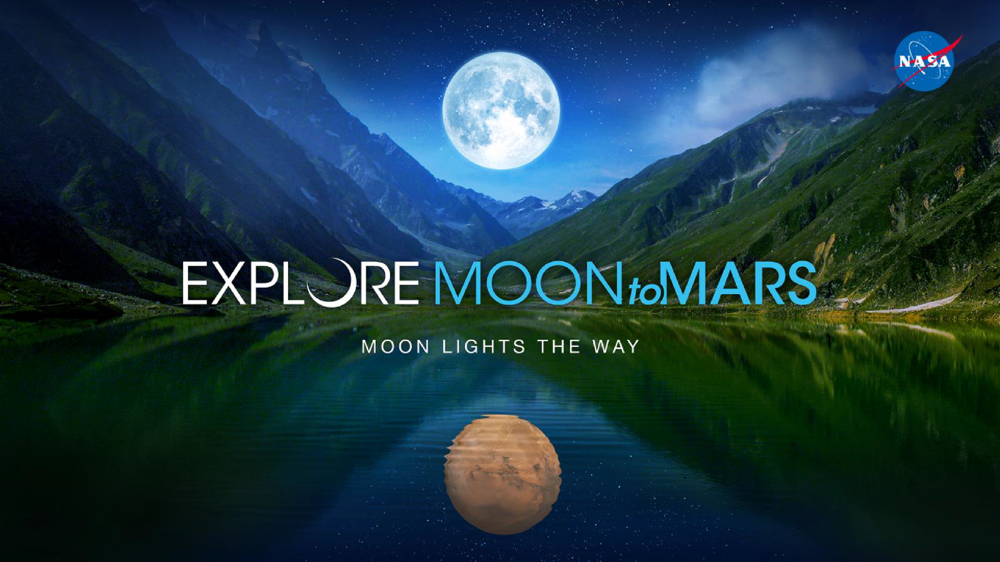 NASA
EXPLORE MOON to MARS
MOON LIGHTS THE WAY